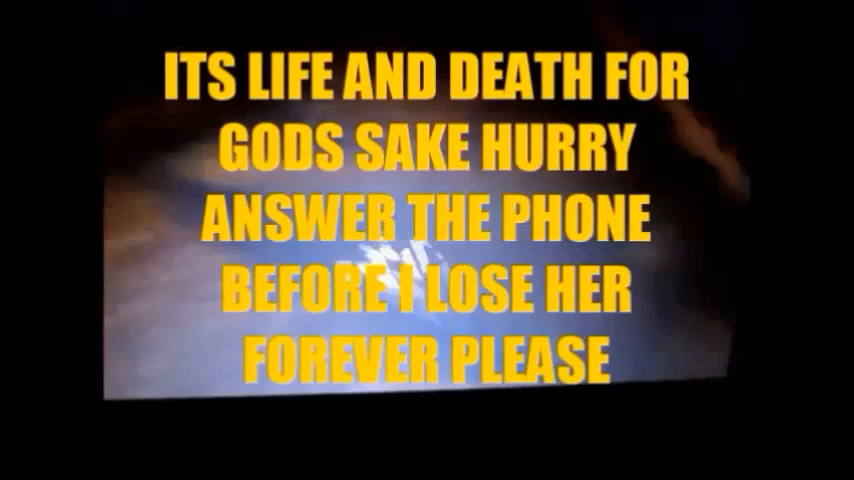 ITS LIFE AND DEATH FOR
GODS SAKE HURRY
ANSWER THE PHONE
BEFORE I LOSE HER
FOREVER PLEASE